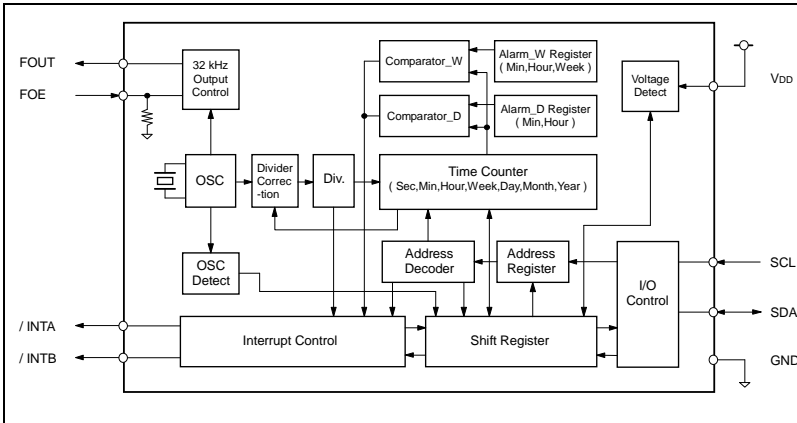 FOUT
FOE
32 kHz
Output
Control
Comparator_W
Alarm_W Register
( Min,Hour,Week )
Comparator_D
Alarm_D Register
( Min,Hour )
Voltage
Detect
VDD
OSC
Divider
Correc
-tion
Div.
Time Counter
( Sec,Min,Hour,Week,Day,Month,Year )
OSC
Detect
Address
Decoder
Address
Register
I/O
Control
SCL
SDA
GND
/ INTA
/ INTB
Interrupt Control
Shift Register